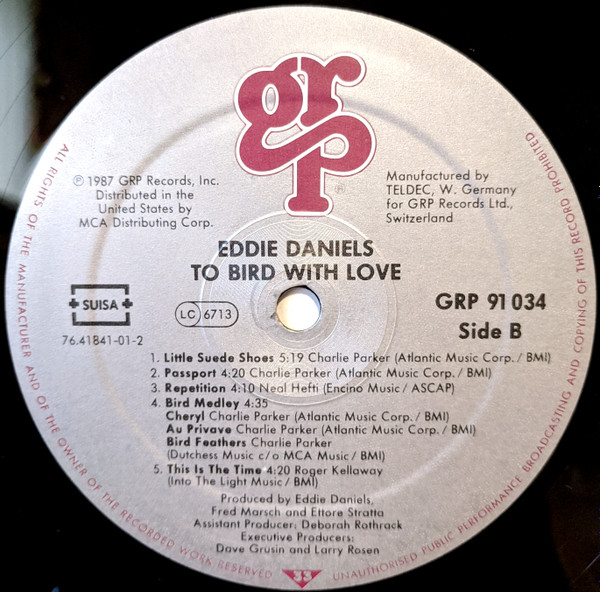 grp
®
℗ 1987 GRP Records, Inc.
Distributed in the
United States by
MCA Distributing Corp.
Manufactured by
TELDEC, W. Germany
for GRP Records Ltd.,
Switzerland
EDDIE DANIELS
TO BIRD WITH LOVE
SUISA
76.41841-01-2
LC 6713
GRP 91 034
Side B
1. Little Suede Shoes 5:19 Charlie Parker (Atlantic Music Corp. / BMI)
2. Passport 4:20 Charlie Parker (Atlantic Music Corp. / BMI)
3. Repetition 4:10 Neal Hefti (Encino Music / ASCAP)
4. Bird Medley 4:35
Cheryl Charlie Parker (Atlantic Music Corp. / BMI)
Au Privave Charlie Parker (Atlantic Music Corp. / BMI)
Bird Feathers Charlie Parker
(Dutchess Music c/o MCA Music / BMI)
5. This Is The Time 4:20 Roger Kellaway
(Into The Light Music / BMI)
Produced by Eddie Daniels,
Fred Marsch and Ettore Stratta
Assistant Producer: Deborah Rothrack
Executive Producers:
Dave Grusin and Larry Rosen
33
ALL RIGHTS OF THE MANUFACTURER AND OF THE OWNER OF THE RECORDED WORK RESERVED
UNAUTHORISED PUBLIC PERFORMANCE BROADCASTING AND COPYING OF THIS RECORD PROHIBITED